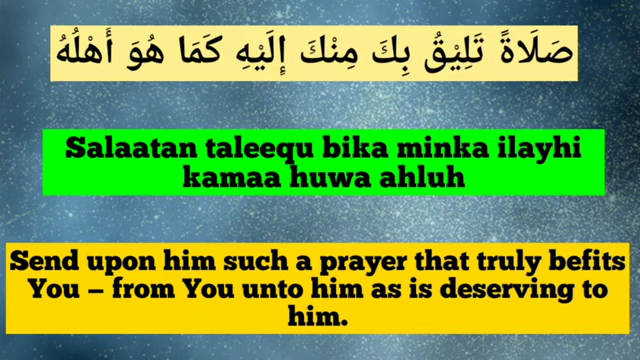 صَلَاةً تَلِيْقُ بِكَ مِنْكَ إِلَيْهِ كَمَا هُوَ أَهْلُهُ
Salaatan taleequ bika minka ilayhi
kamaa huwa ahluh
Send upon him such a prayer that truly befits
You – from You unto him as is deserving to
him.